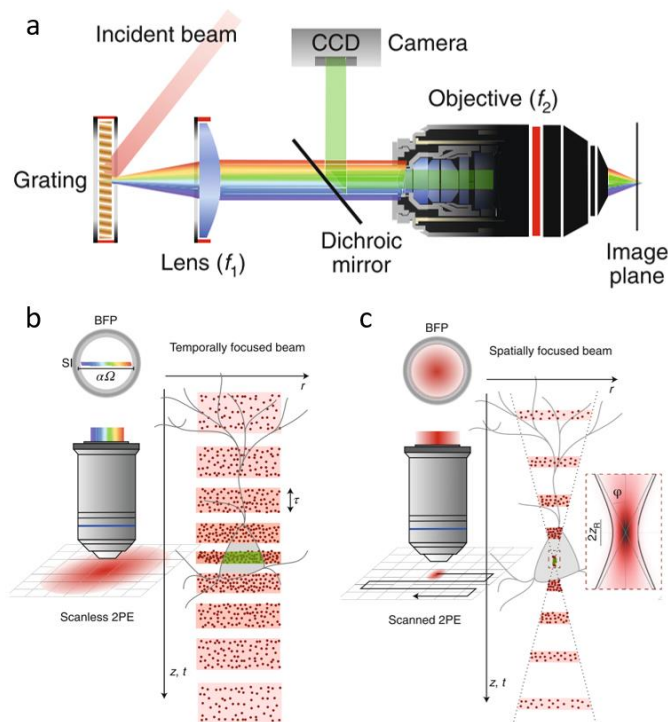 a
Incident beam
CCD Camera
Objective (f₂)
Grating
Lens (f₁)
Dichroic
mirror
Image
plane
b
BFP
SI
αΩ
Temporally focused beam
r
τ
Scanless 2PE
z, t
c
BFP
Spatially focused beam
r
φ
2zR
Scanned 2PE
z, t